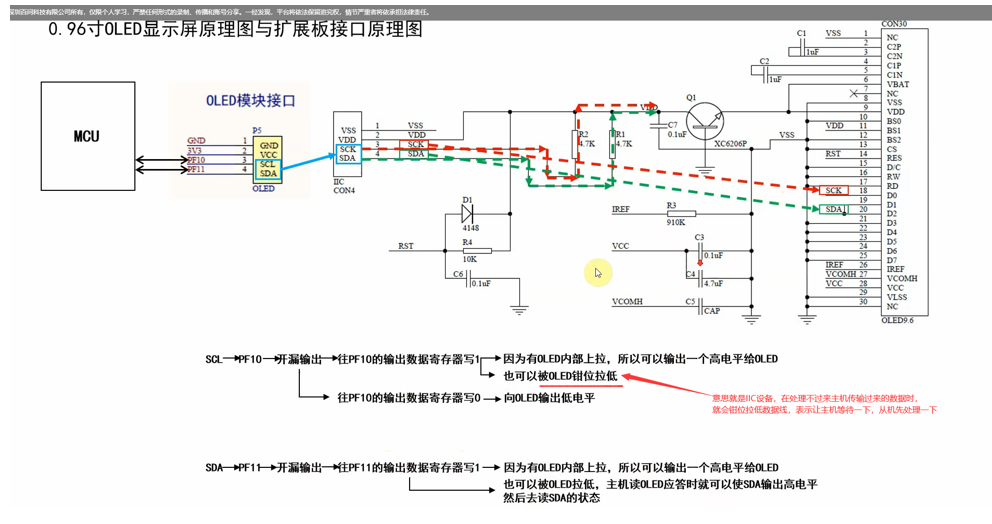 深圳百问科技有限公司所有，仅限个人学习，严禁任何形式的录制、传播和账号分享。一经发现，平台将依法保留追究权，情节严重者将承担法律责任。
0.96寸OLED显示屏原理图与扩展板接口原理图
MCU
OLED模块接口
P5
GND 1 GND
3V3 2 VCC
PF10 3 SCL
PF11 4 SDA
OLED
VSS 1 VSS
VDD 2 VDD
SCK 3 SCK
SDA 4 SDA
IIC
CON4
D1
4148
RST
R4
10K
C6
0.1uF
R2
4.7K
R1
4.7K
VDD
C7
0.1uF
Q1
XC6206P
VSS
IREF
R3
910K
VCC
C3
0.1uF
C4
4.7uF
VCOMH
C5
CAP
C1
1uF
C2
1uF
CON30
VSS 1 NC
2 C2P
3 C2N
4 C1P
5 C1N
6 VBAT
7 NC
8 VSS
9 VDD
10 BS0
VDD 11 BS1
12 BS2
13 CS
RST 14 RES
15 D/C
16 RW
17 RD
SCK 18 D0
19 D1
SDA 20 D2
21 D3
22 D4
23 D5
24 D6
25 D7
IREF 26 IREF
VCOMH 27 VCOMH
VCC 28 VCC
29 VLSS
30 NC
OLED9.6
SCL PF10 开漏输出 往PF10的输出数据寄存器写1 因为有OLED内部上拉，所以可以输出一个高电平给OLED
也可以被OLED钳位拉低
往PF10的输出数据寄存器写0 向OLED输出低电平
意思就是IIC设备，在处理不过来主机传输过来的数据时，
就会钳位拉低数据线，表示让主机等待一下，从机先处理一下
SDA PF11 开漏输出 往PF11的输出数据寄存器写1 因为有OLED内部上拉，所以可以输出一个高电平给OLED
也可以被OLED拉低，主机读OLED应答时就可以使SDA输出高电平
然后去读SDA的状态